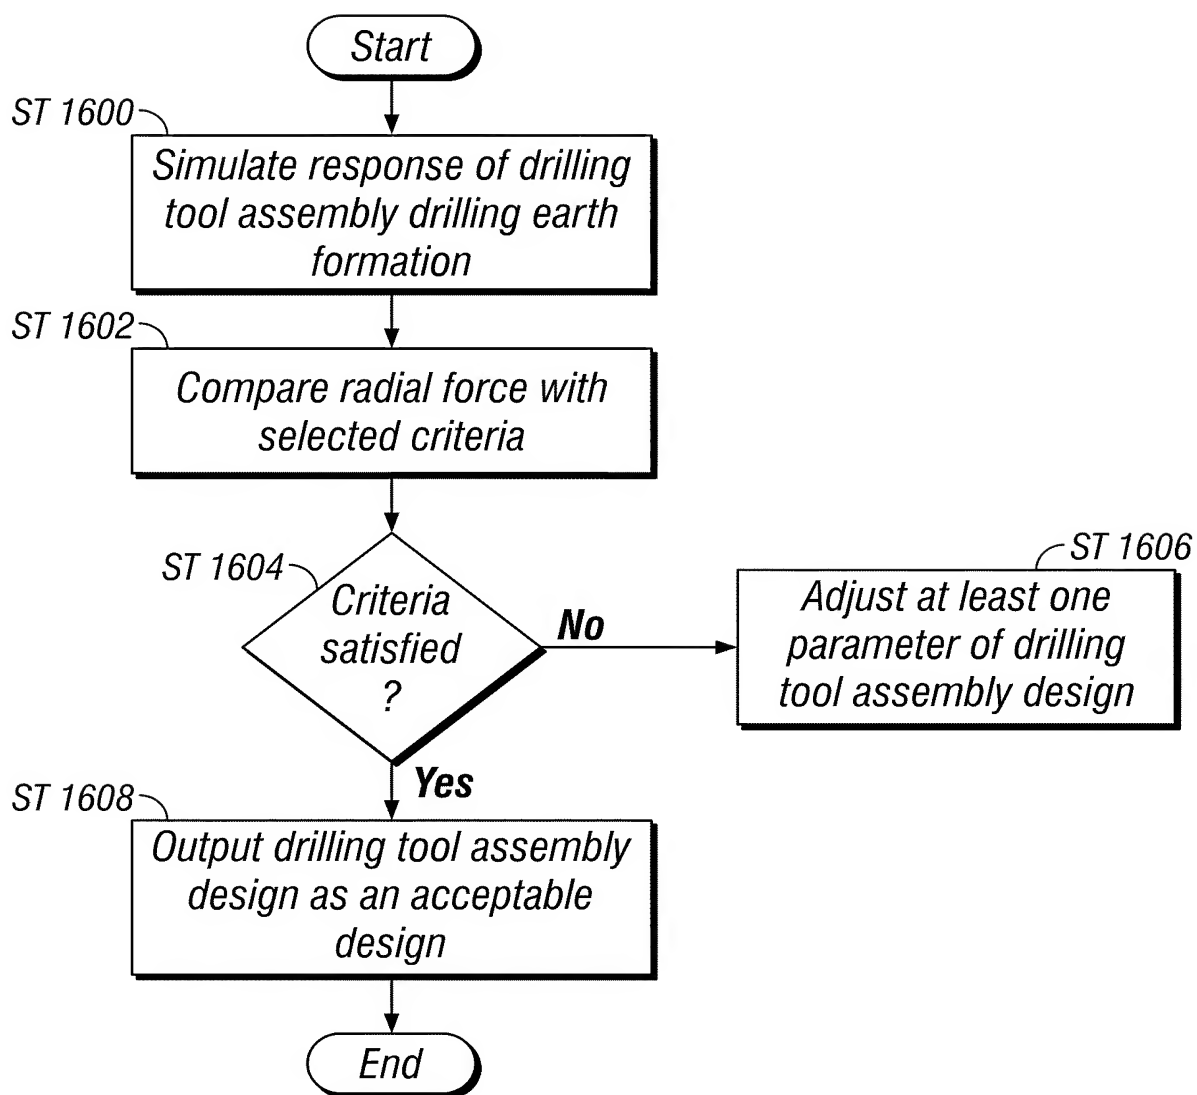 Start
ST 1600
Simulate response of drilling
tool assembly drilling earth
formation
ST 1602
Compare radial force with
selected criteria
ST 1604
Criteria
satisfied
?
No
ST 1606
Adjust at least one
parameter of drilling
tool assembly design
Yes
ST 1608
Output drilling tool assembly
design as an acceptable
design
End